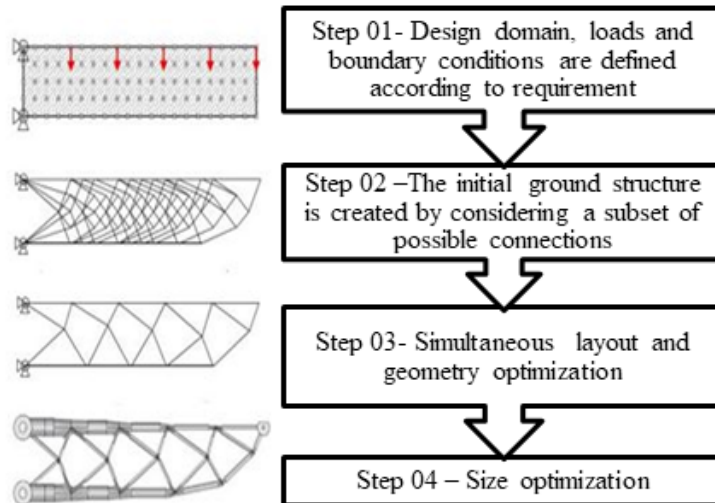 Step 01- Design domain, loads and
boundary conditions are defined
according to requirement
Step 02 –The initial ground structure
is created by considering a subset of
possible connections
Step 03- Simultaneous layout and
geometry optimization
Step 04 – Size optimization